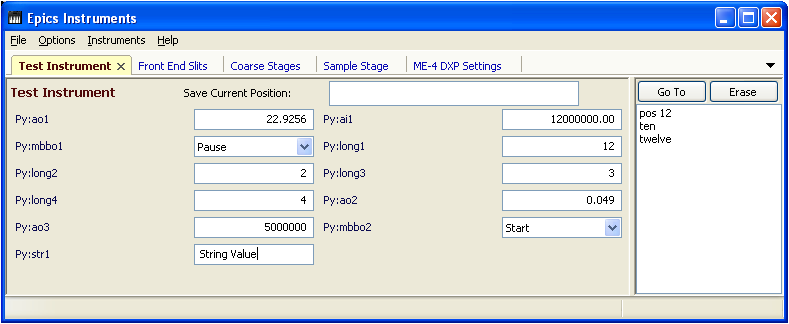 Epics Instruments
File Options Instruments Help
Test Instrument Front End Slits Coarse Stages Sample Stage ME-4 DXP Settings
Test Instrument Save Current Position: Go To Erase
Py:ao1 22.9256 Py:ai1 12000000.00 pos 12
ten
twelve
Py:mbbo1 Pause Py:long1 12
Py:long2 2 Py:long3 3
Py:long4 4 Py:ao2 0.049
Py:ao3 5000000 Py:mbbo2 Start
Py:str1 String Value